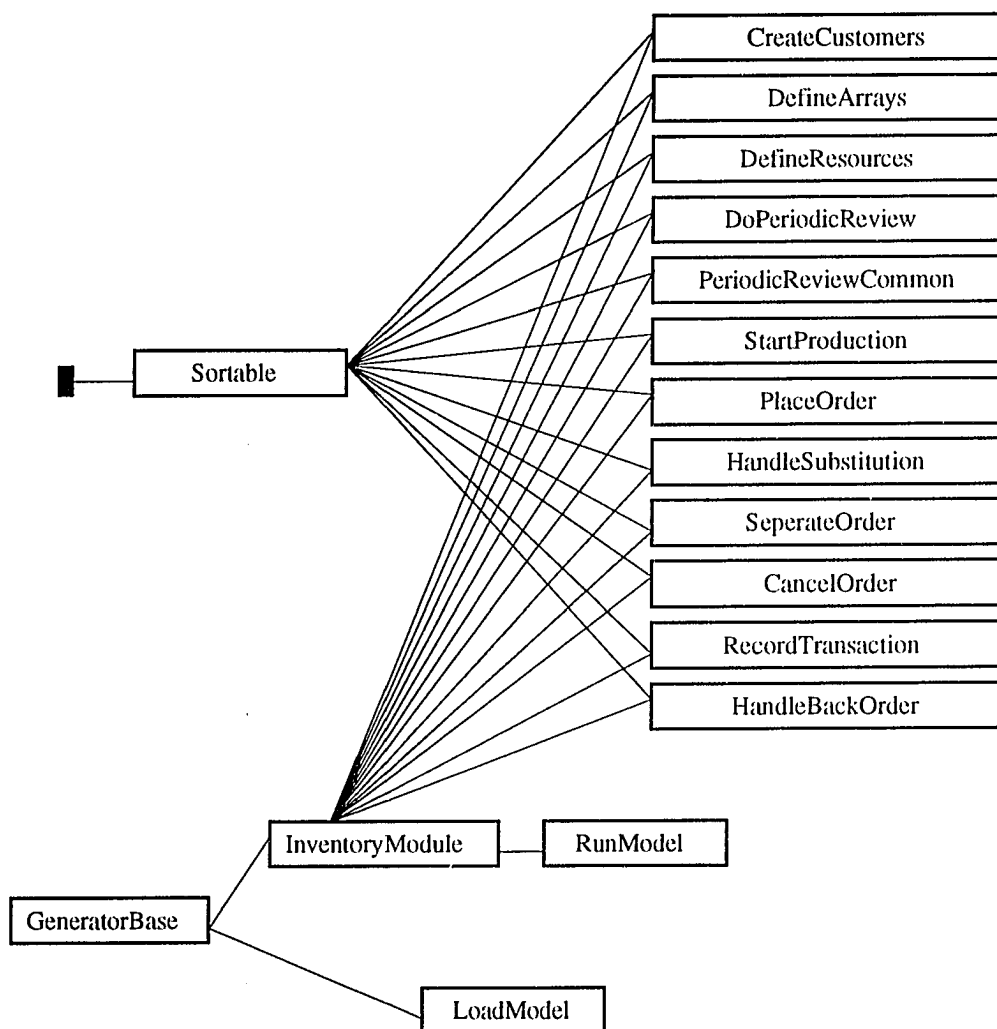 CreateCustomers
DefineArrays
DefineResources
DoPeriodicReview
PeriodicReviewCommon
StartProduction
Sortable
PlaceOrder
HandleSubstitution
SeperateOrder
CancelOrder
RecordTransaction
HandleBackOrder
InventoryModule
RunModel
GeneratorBase
LoadModel